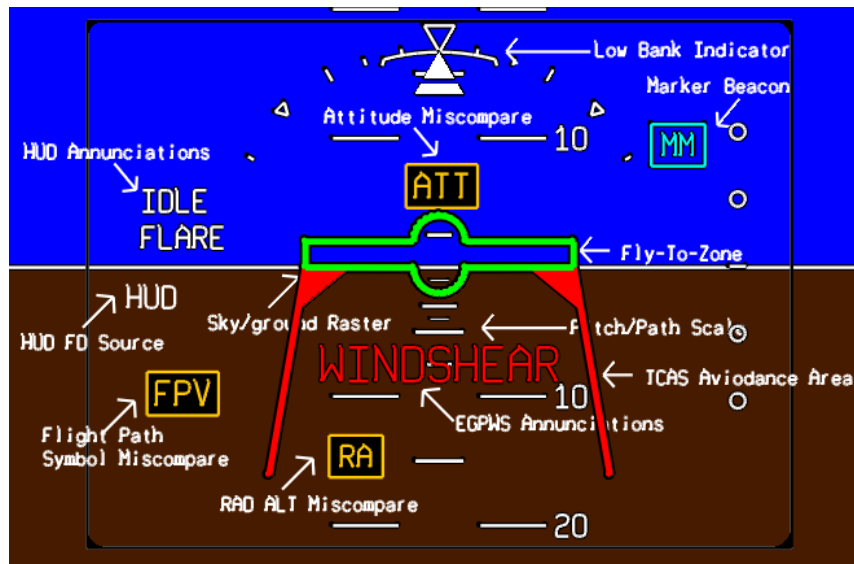 Low Bank Indicator
Marker Beacon
Attitude Miscompare
10
MM
HUD Annunciations
ATT
IDLE
FLARE
Fly-To-Zone
HUD
Sky/ground Raster
Pitch/Path Scale
HUD FD Source
WINDSHEAR
TCAS Aviodance Area
FPV
10
EGPWS Annunciations
Flight Path
Symbol Miscompare
RA
RAD ALT Miscompare
20